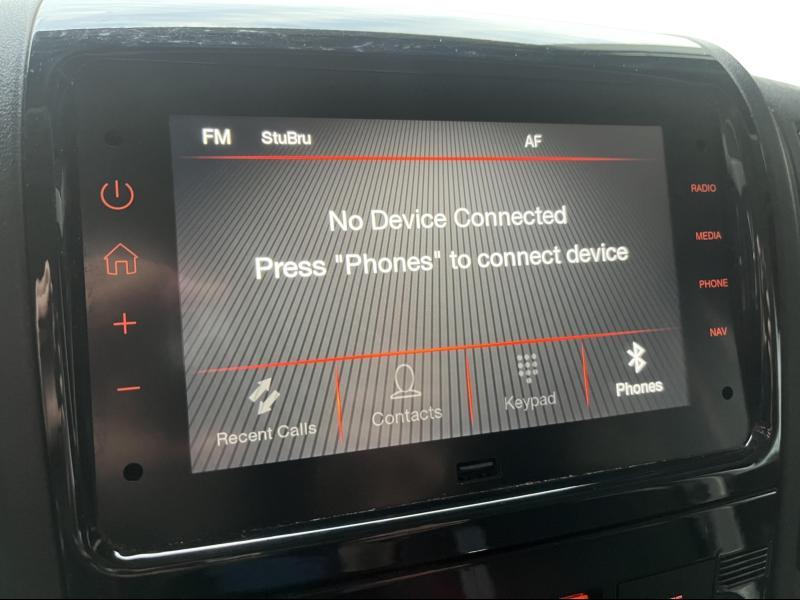 FM StuBru AF
No Device Connected
Press "Phones" to connect device
Recent Calls Contacts Keypad Phones
RADIO
MEDIA
PHONE
NAV